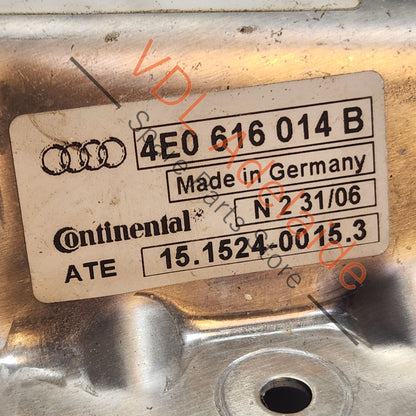 4E0 616 014 B
Made in Germany
Continental
N 2 31/06
ATE
15.1524-0015.3
VDL Adelaide
Spare Parts Store